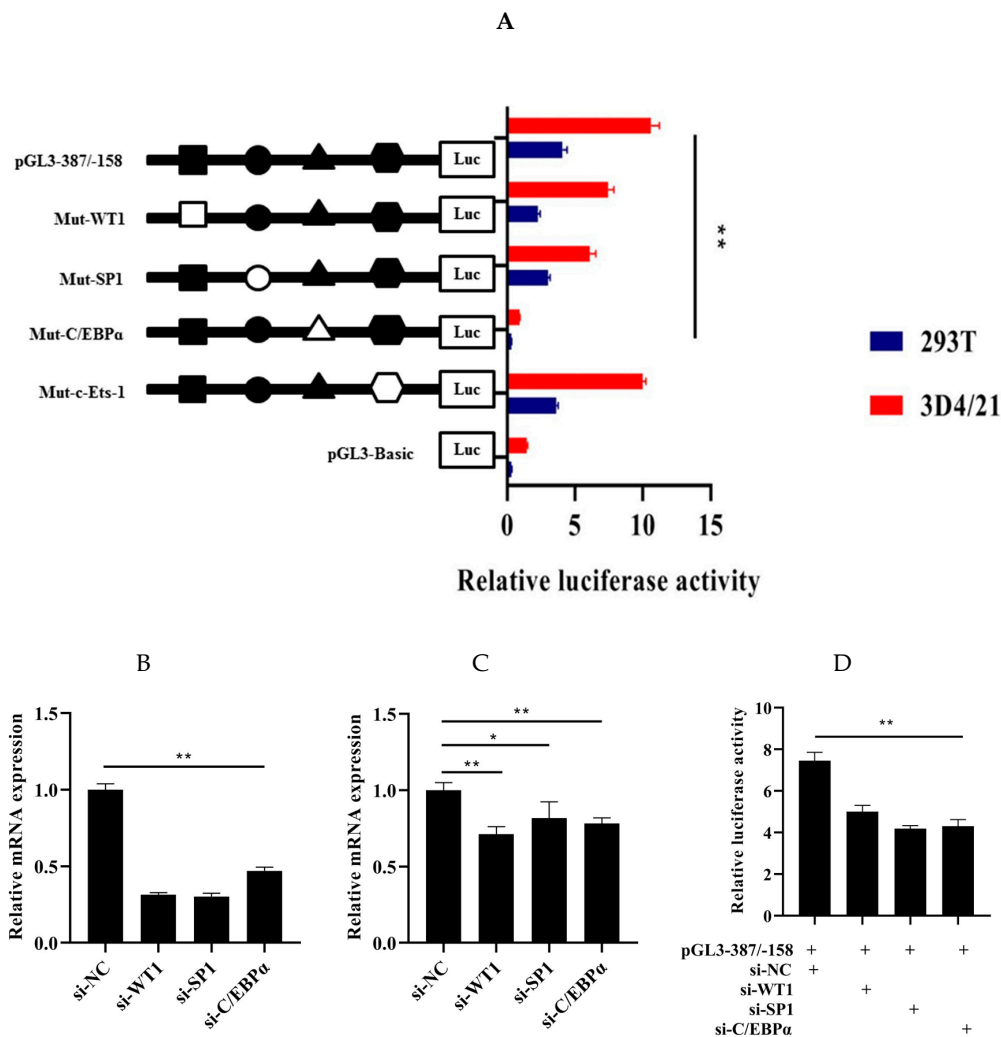 A
pGL3-387/-158
Luc
Mut-WT1
Luc
Mut-SP1
Luc
Mut-C/EBPα
Luc
Mut-c-Ets-1
Luc
pGL3-Basic
Luc
**
293T
3D4/21
0 5 10 15
Relative luciferase activity
B
Relative mRNA expression
1.5
1.0
0.5
0.0
**
si-NC
si-WT1
si-SP1
si-C/EBPα
C
Relative mRNA expression
1.5
1.0
0.5
0.0
**
*
**
si-NC
si-WT1
si-SP1
si-C/EBPα
D
Relative luciferase activity
10
8
6
4
2
0
**
pGL3-387/-158 + + + +
si-NC +
si-WT1 +
si-SP1 +
si-C/EBPα +